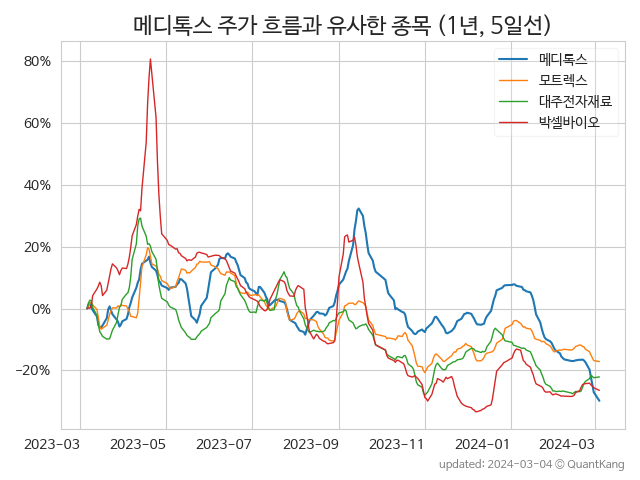 메디톡스 주가 흐름과 유사한 종목 (1년, 5일선)
메디톡스
모트렉스
대주전자재료
박셀바이오
80%
60%
40%
20%
0%
−20%
2023-03 2023-05 2023-07 2023-09 2023-11 2024-01 2024-03
updated: 2024-03-04 © QuantKang